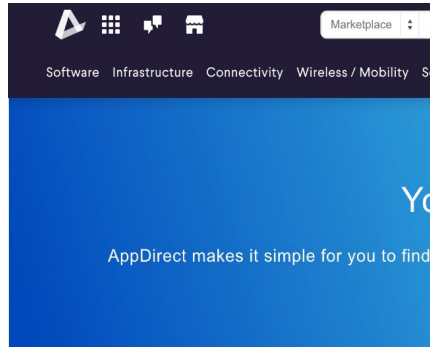 Marketplace
Software Infrastructure Connectivity Wireless / Mobility
AppDirect makes it simple for you to find